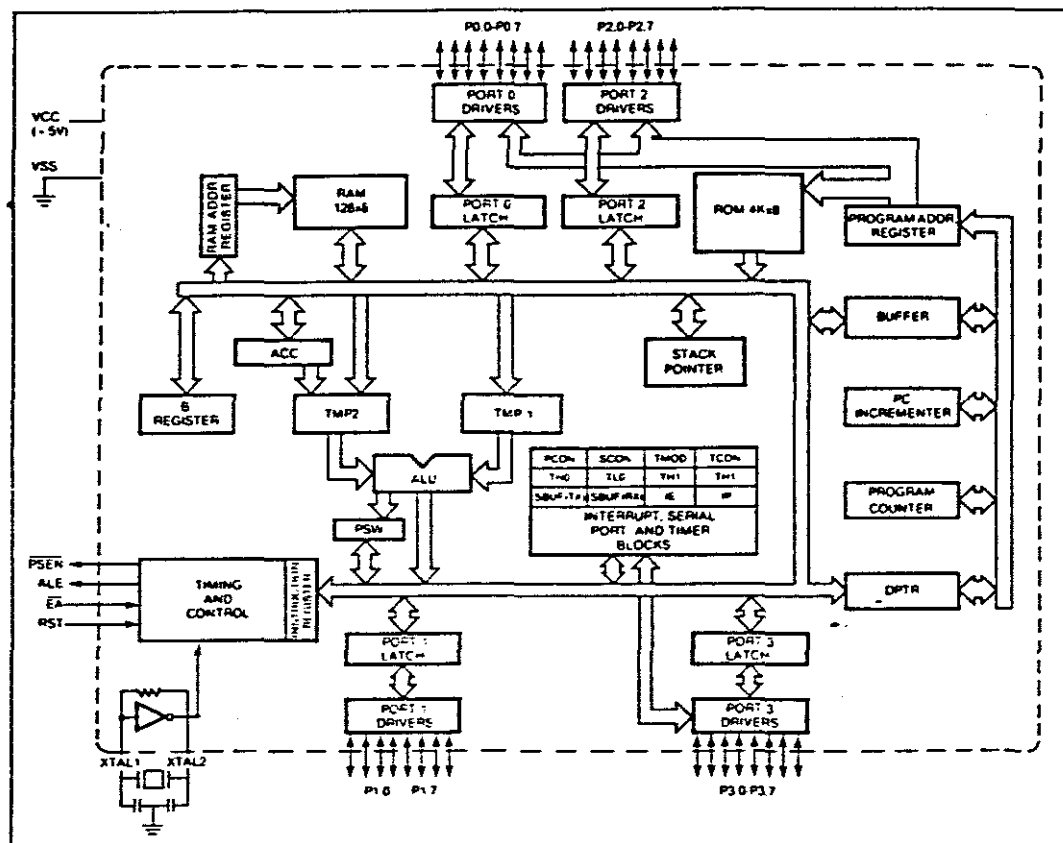 P0.0-P0.7
P2.0-P2.7
VCC
(+5V)
VSS
PORT 0
DRIVERS
PORT 2
DRIVERS
RAM ADDR
REGISTER
RAM
128x8
PORT 0
LATCH
PORT 2
LATCH
ROM 4Kx8
PROGRAM ADDR
REGISTER
BUFFER
ACC
STACK
POINTER
B
REGISTER
TMP2
TMP 1
PC
INCREMENTER
ALU
PCON SCON TMOD TCON
TH0 TL0 TH1
IE IP
INTERRUPT, SERIAL
PORT AND TIMER
BLOCKS
PROGRAM
COUNTER
PSW
PSEN
ALE
EA
RST
TIMING
AND
CONTROL
INSTRUCTION
REGISTER
DPTR
PORT 1
LATCH
PORT 3
LATCH
PORT 1
DRIVERS
PORT 3
DRIVERS
XTAL1 XTAL2
P1.0 P1.7
P3.0-P3.7